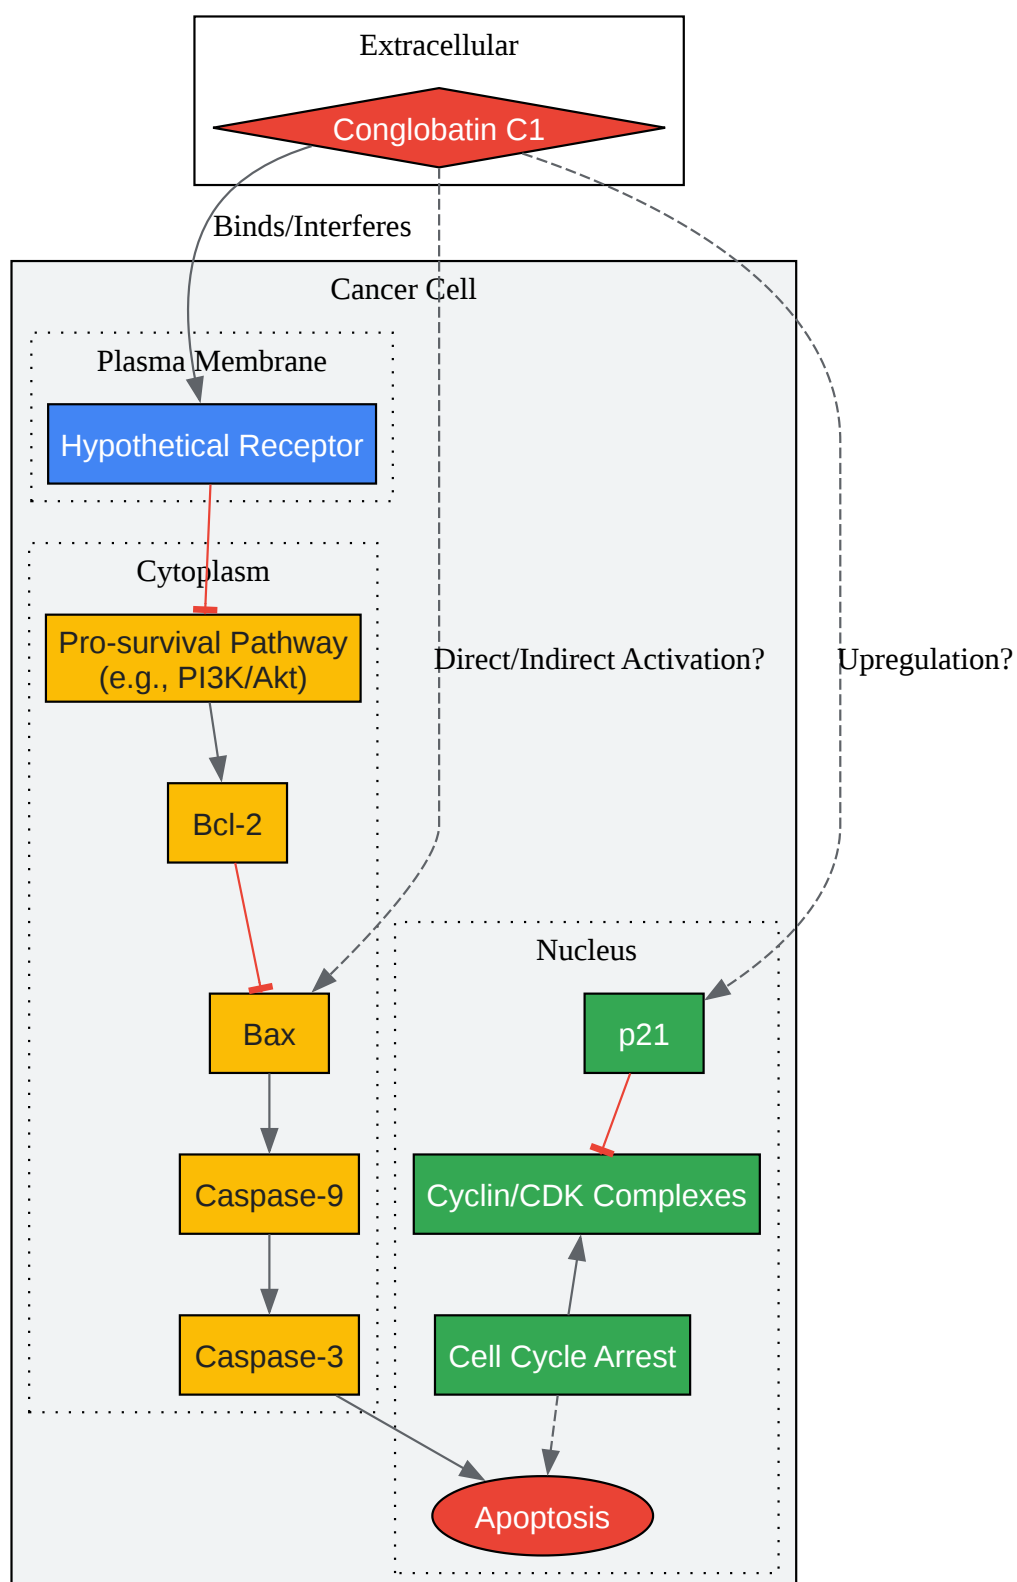 Extracellular
Conglobatin C1
Binds/Interferes
Cancer Cell
Plasma Membrane
Hypothetical Receptor
Cytoplasm
Pro-survival Pathway
(e.g., PI3K/Akt)
Direct/Indirect Activation?
Upregulation?
Bcl-2
Nucleus
Bax
p21
Caspase-9
Cyclin/CDK Complexes
Caspase-3
Cell Cycle Arrest
Apoptosis